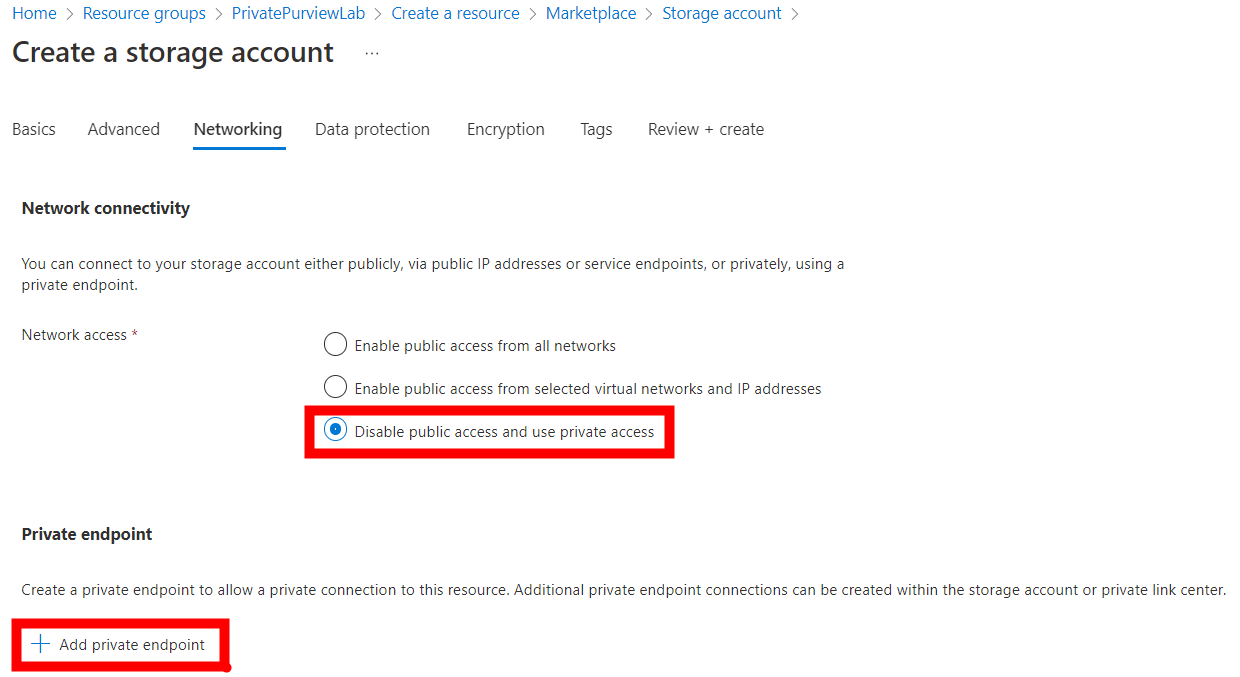 Home > Resource groups > PrivatePurviewLab > Create a resource > Marketplace > Storage account >
Create a storage account ...
Basics Advanced Networking Data protection Encryption Tags Review + create
Network connectivity
You can connect to your storage account either publicly, via public IP addresses or service endpoints, or privately, using a
private endpoint.
Network access *
Enable public access from all networks
Enable public access from selected virtual networks and IP addresses
Disable public access and use private access
Private endpoint
Create a private endpoint to allow a private connection to this resource. Additional private endpoint connections can be created within the storage account or private link center.
+ Add private endpoint